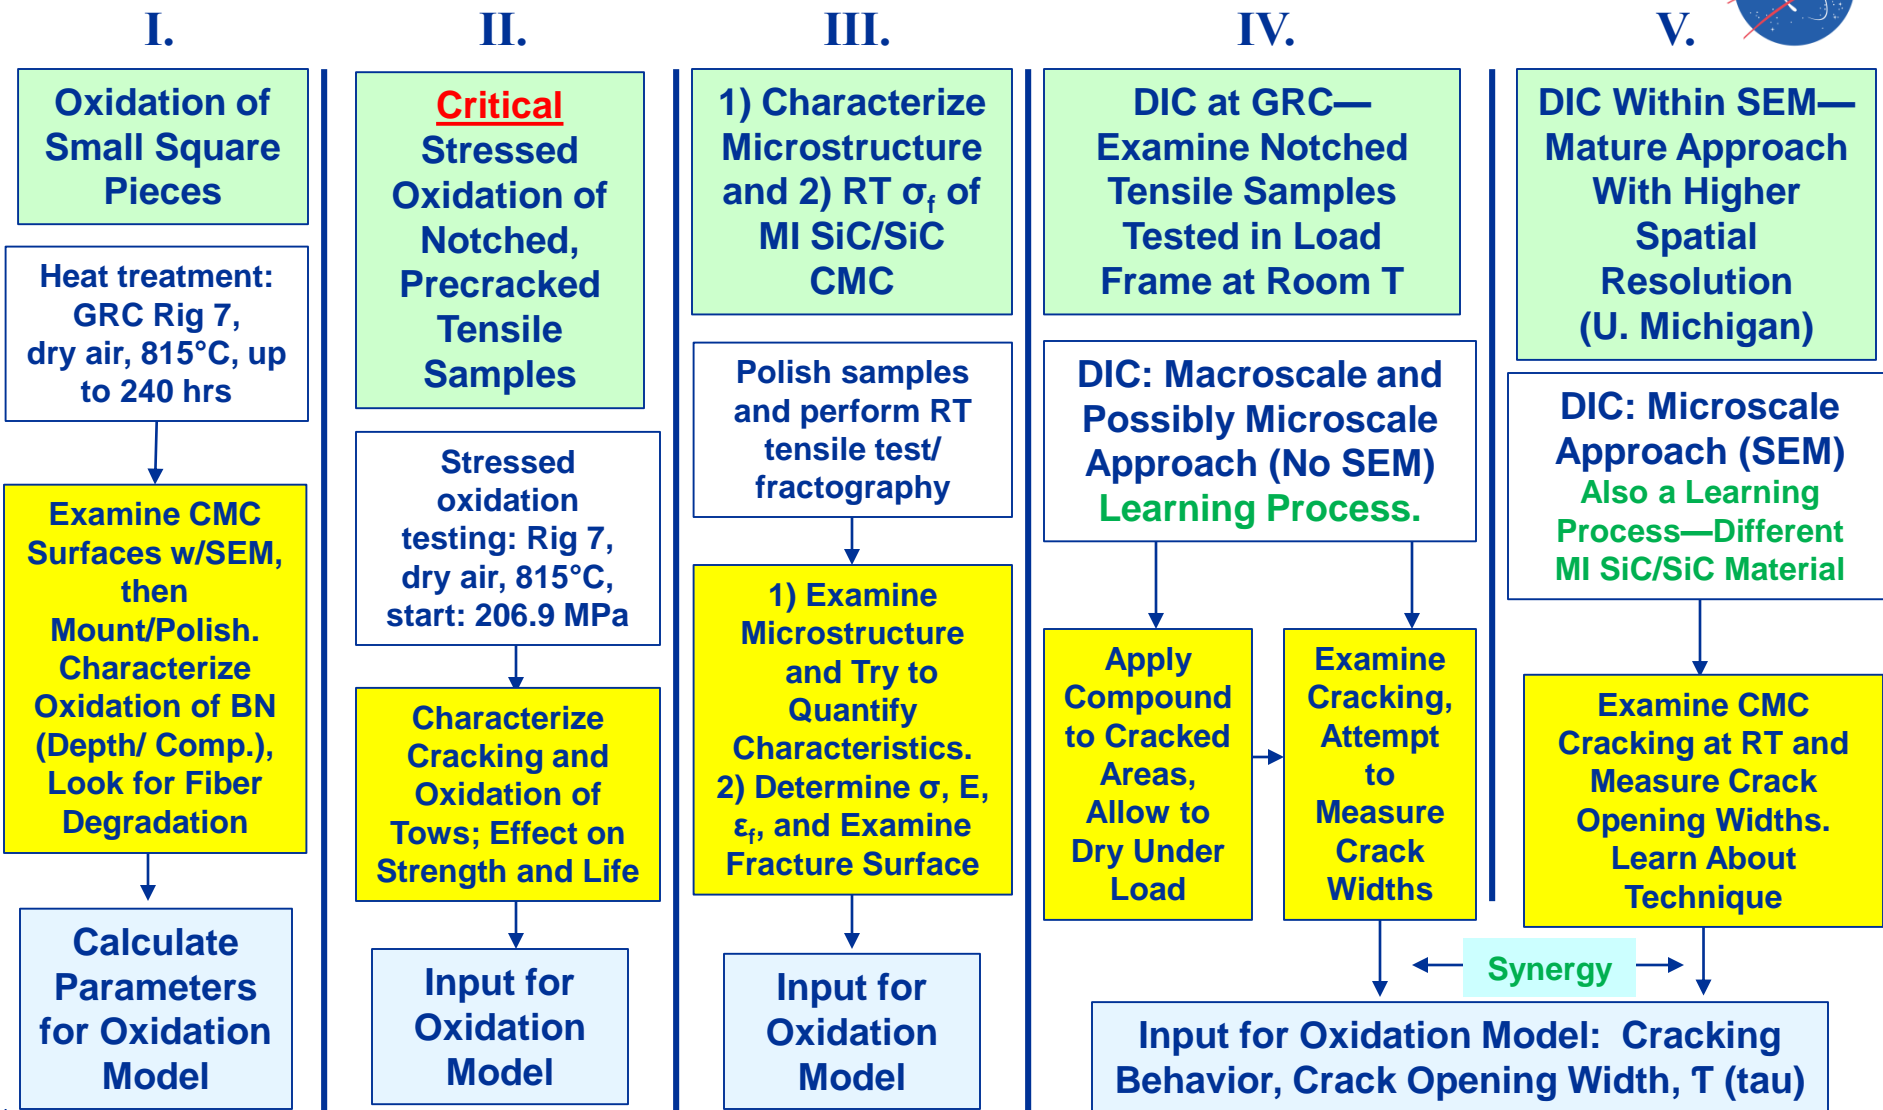 I.
Oxidation of
Small Square
Pieces
Heat treatment:
GRC Rig 7,
dry air, 815°C, up
to 240 hrs
Examine CMC
Surfaces w/SEM,
then
Mount/Polish.
Characterize
Oxidation of BN
(Depth/ Comp.),
Look for Fiber
Degradation
Calculate
Parameters
for Oxidation
Model
II.
Critical
Stressed
Oxidation of
Notched,
Precracked
Tensile
Samples
Stressed
oxidation
testing: Rig 7,
dry air, 815°C,
start: 206.9 MPa
Characterize
Cracking and
Oxidation of
Tows; Effect on
Strength and Life
Input for
Oxidation
Model
III.
1) Characterize
Microstructure
and 2) RT σf of
MI SiC/SiC
CMC
Polish samples
and perform RT
tensile test/
fractography
1) Examine
Microstructure
and Try to
Quantify
Characteristics.
2) Determine σ, E,
εf, and Examine
Fracture Surface
Input for
Oxidation
Model
IV.
DIC at GRC—
Examine Notched
Tensile Samples
Tested in Load
Frame at Room T
DIC: Macroscale and
Possibly Microscale
Approach (No SEM)
Learning Process.
Apply
Compound
to Cracked
Areas,
Allow to
Dry Under
Load
Examine
Cracking,
Attempt
to
Measure
Crack
Widths
V.
DIC Within SEM—
Mature Approach
With Higher
Spatial
Resolution
(U. Michigan)
DIC: Microscale
Approach (SEM)
Also a Learning
Process—Different
MI SiC/SiC Material
Examine CMC
Cracking at RT and
Measure Crack
Opening Widths.
Learn About
Technique
Synergy
Input for Oxidation Model: Cracking
Behavior, Crack Opening Width, Ƭ (tau)